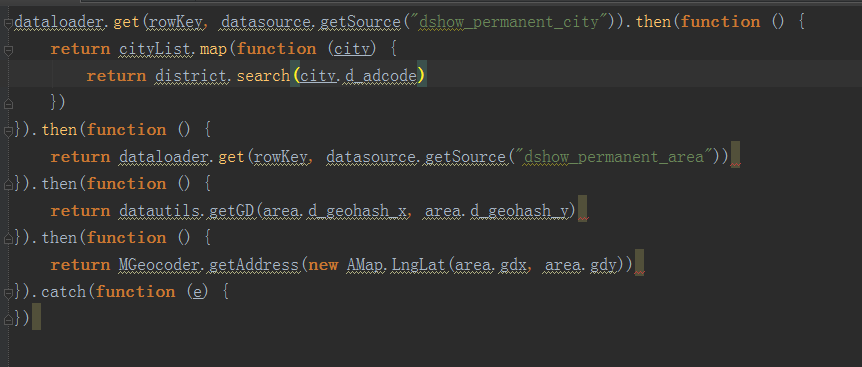 dataloader.get(rowKey, datasource.getSource("dshow_permanent_city")).then(function () {
    return cityList.map(function (city) {
        return district.search(city.d_adcode)
    })
}).then(function () {
    return dataloader.get(rowKey, datasource.getSource("dshow_permanent_area"))
}).then(function () {
    return datautils.getGD(area.d_geohash_x, area.d_geohash_y)
}).then(function () {
    return MGeocoder.getAddress(new AMap.LngLat(area.gdx, area.gdy))
}).catch(function (e) {
})